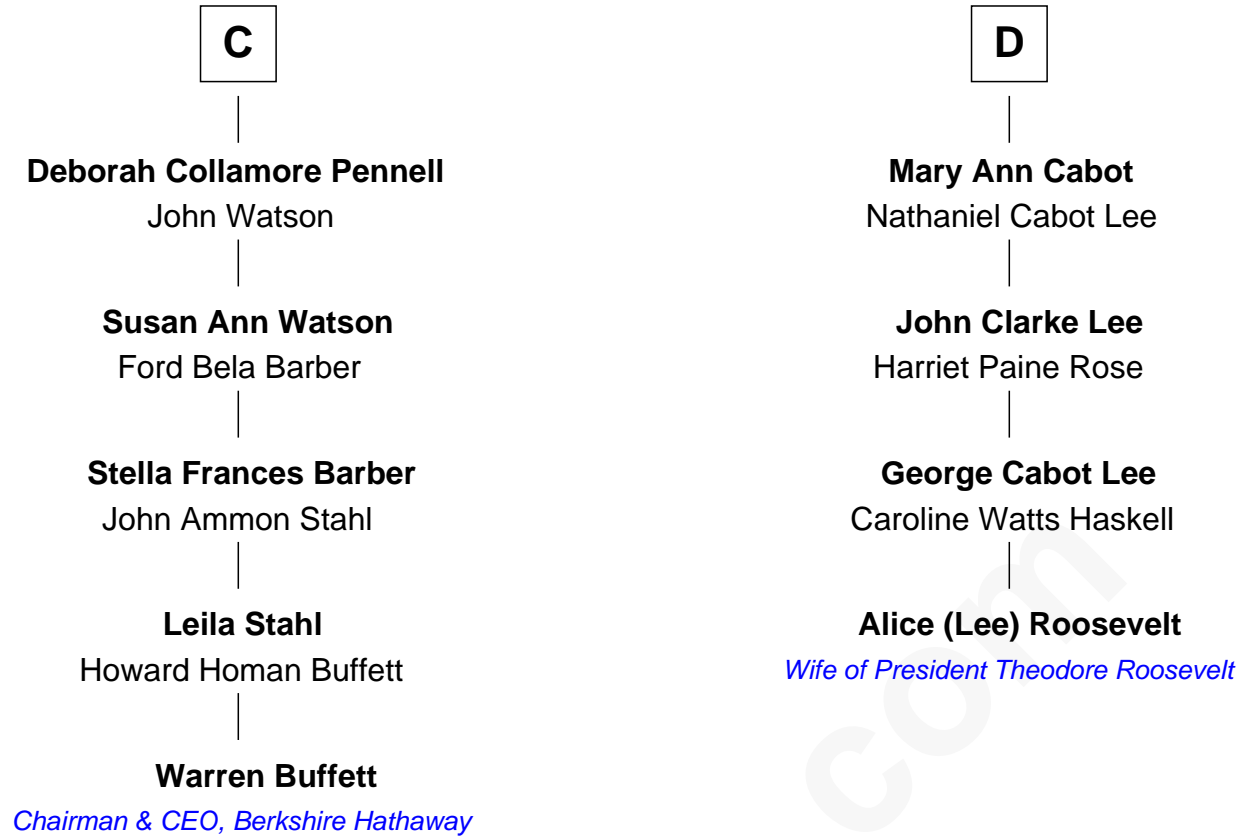 C
Deborah Collamore Pennell
John Watson
Susan Ann Watson
Ford Bela Barber
Stella Frances Barber
John Ammon Stahl
Leila Stahl
Howard Homan Buffett
Warren Buffett
Chairman & CEO, Berkshire Hathaway
D
Mary Ann Cabot
Nathaniel Cabot Lee
John Clarke Lee
Harriet Paine Rose
George Cabot Lee
Caroline Watts Haskell
Alice (Lee) Roosevelt
Wife of President Theodore Roosevelt
com